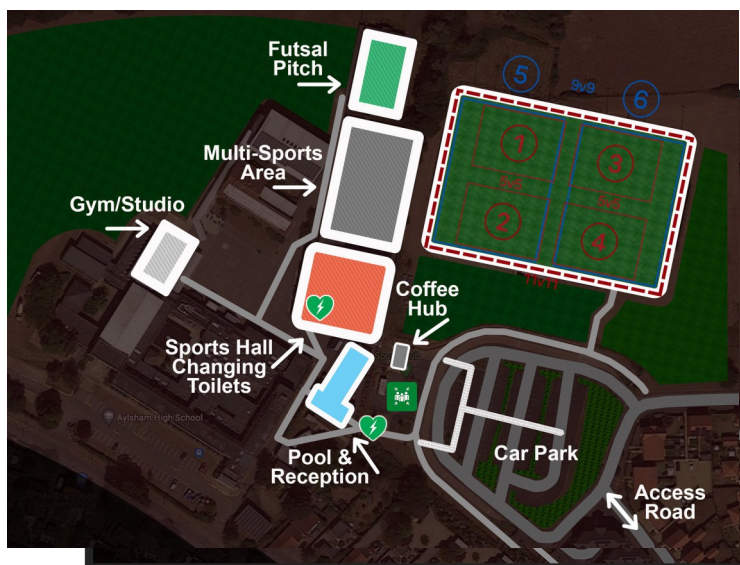 Futsal
Pitch
5
9v9
6
1
3
Multi-Sports
Area
5v5
5v5
Gym/Studio
2
4
11v11
Coffee
Hub
Sports Hall
Changing
Toilets
Aylsham High School
Pool &
Reception
Car Park
Access
Road